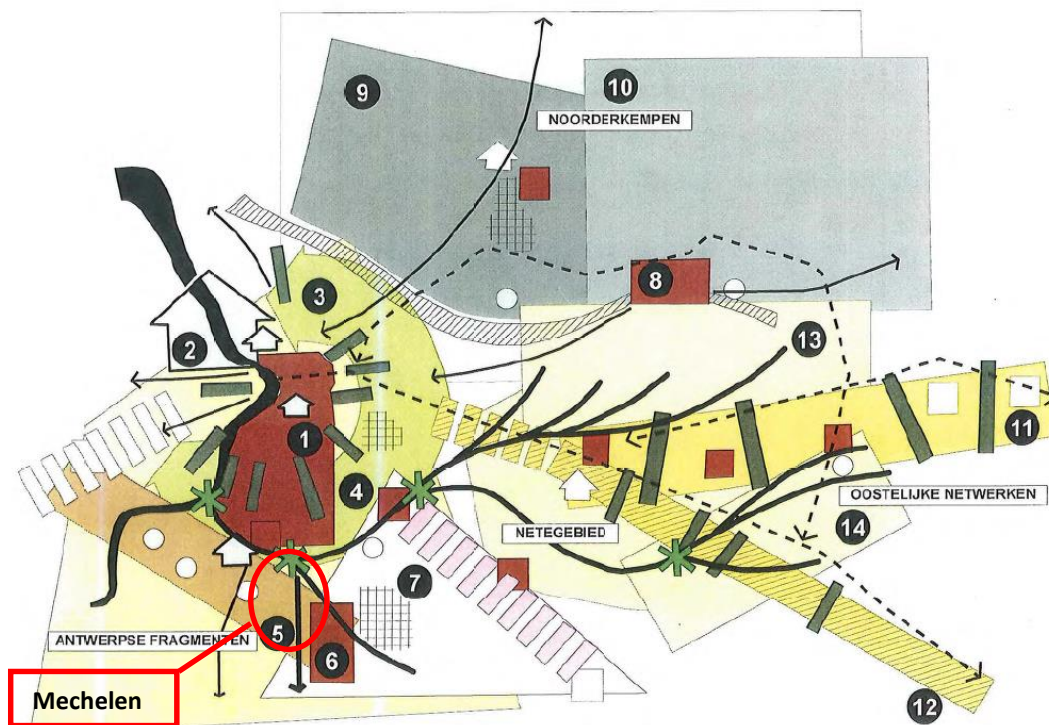 9
10
NOORDERKEMPEN
3
8
2
13
1
11
4
OOSTELIJKE NETWERKEN
NETEGEBIED
14
7
ANTWERPSE FRAGMENTEN
5
6
Mechelen
12